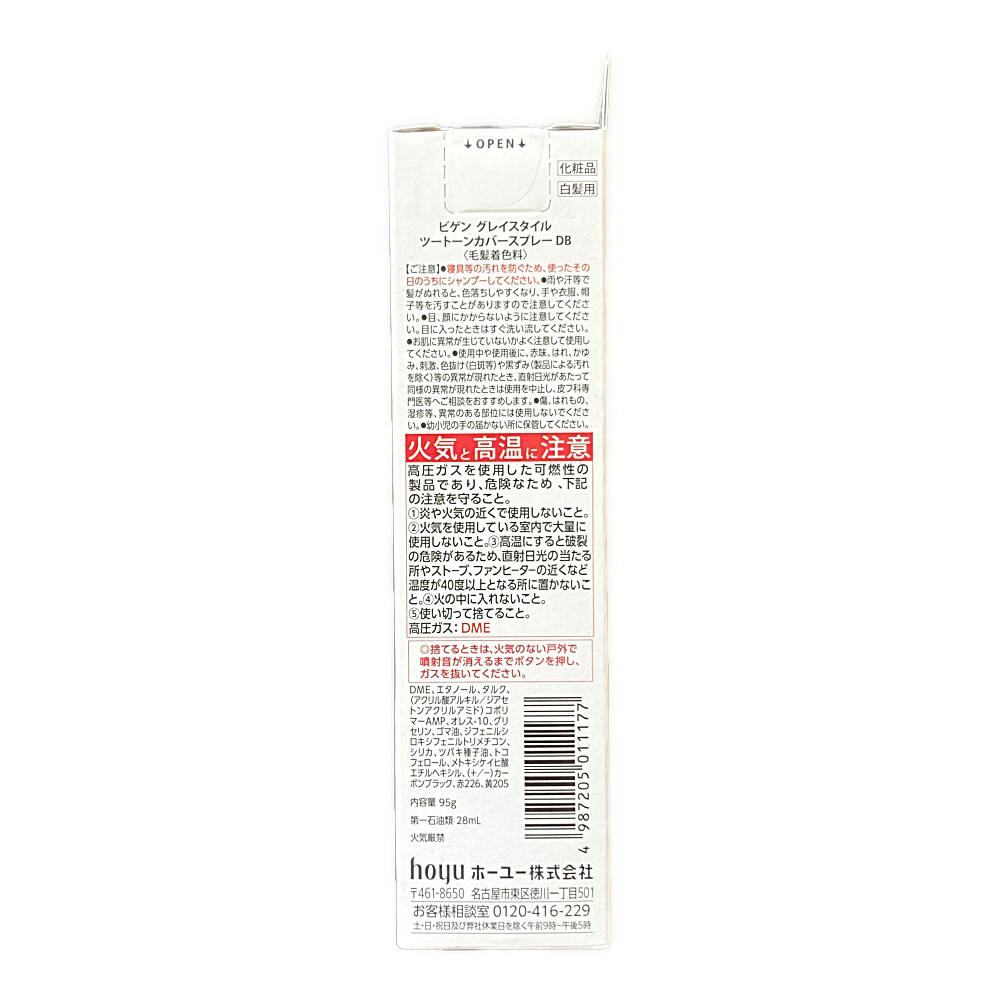 ↓OPEN↓
化粧品
白髪用
ビゲン グレイスタイル
ツートーンカバースプレー DB
〈毛髪着色料〉
【ご注意】●寝具等の汚れを防ぐため、使ったその
日のうちにシャンプーしてください。●雨や汗等で
髪がぬれると、色落ちしやすくなり、手や衣服、帽
子等を汚すことがありますので注意してくださ
い。●目、顔にかからないように注意してくださ
い。目に入ったときはすぐ洗い流してください。
●お肌に異常が生じていないかよく注意して使用し
てください。●使用中や使用後に、赤味、はれ、かゆ
み、刺激、色抜け(白斑等)や黒ずみ(製品による汚れ
を除く)等の異常が現れたとき、直射日光があたって
同様の異常が現れたときは使用を中止し、皮フ科専
門医等へご相談をおすすめします。●傷、はれもの、
湿疹等、異常のある部位には使用しないでくださ
い。●幼小児の手の届かない所に保管してください。
火気と高温に注意
高圧ガスを使用した可燃性の
製品であり、危険なため、下記
の注意を守ること。
①炎や火気の近くで使用しないこと。
②火気を使用している室内で大量に
使用しないこと。③高温にすると破裂
の危険があるため、直射日光の当たる
所やストーブ、ファンヒーターの近くなど
温度が40度以上となる所に置かないこ
と。④火の中に入れないこと。
⑤使い切って捨てること。
高圧ガス：DME
◎捨てるときは、火気のない戸外で
噴射音が消えるまでボタンを押し、
ガスを抜いてください。
DME、エタノール、タルク、
(アクリル酸アルキル/ジアセ
トンアクリルアミド)コポリ
マーAMP、オレス-10、グリ
セリン、ゴマ油、ジフェニルシ
ロキシフェニルトリメチコン、
シリカ、ツバキ種子油、トコ
フェロール、メトキシケイヒ酸
エチルヘキシル、(+/−)カー
ボンブラック、赤226、黄205
内容量 95g
第一石油類 28mL
火気厳禁
4 987205 011177
hoyu ホーユー株式会社
〒461-8650 名古屋市東区徳川一丁目501
お客様相談室 0120-416-229
土・日・祝日及び弊社休業日を除く午前9時～午後5時